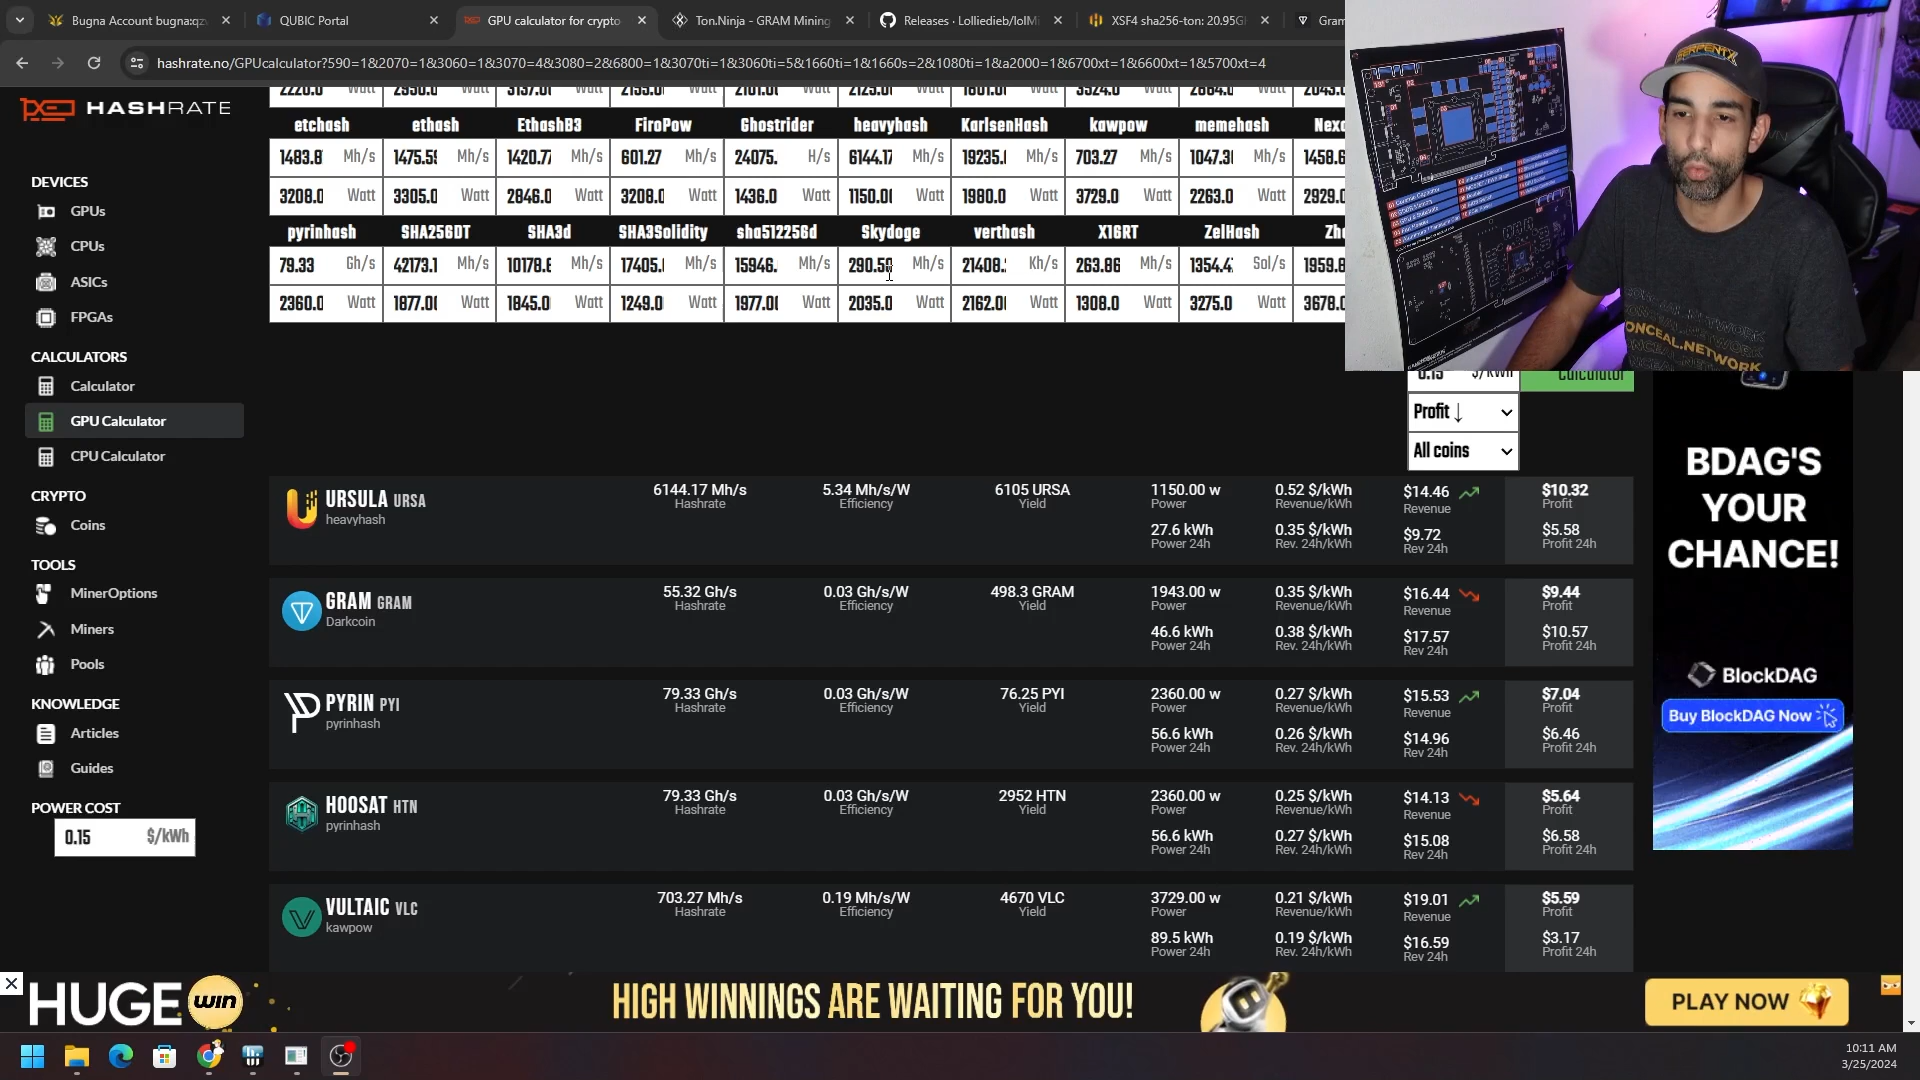 Bugna Account bugna:qz
QUBIC Portal
GPU calculator for crypto
Ton.Ninja - GRAM Mining
Releases · Lolliedieb/lolMi
XSF4 sha256-ton: 20.95G
Gram
hashrate.no/GPUcalculator?590=1&2070=1&3060=1&3070=4&3080=2&6800=1&3070ti=1&3060ti=5&1660ti=1&1660s=2&1080ti=1&a2000=1&6700xt=1&6600xt=1&5700xt=4
HASHRATE
DEVICES
GPUs
CPUs
ASICs
FPGAs
CALCULATORS
Calculator
GPU Calculator
CPU Calculator
CRYPTO
Coins
TOOLS
MinerOptions
Miners
Pools
KNOWLEDGE
Articles
Guides
POWER COST
0.15 $/kWh
etchash ethash EthashB3 FiroPow Ghostrider heavyhash KarlsenHash kawpow memehash
1483.8 Mh/s 1475.59 Mh/s 1420.77 Mh/s 601.27 Mh/s 24075. H/s 6144.17 Mh/s 19235. Mh/s 703.27 Mh/s 1047.30 Mh/s 1458.6
3208.0 Watt 3305.0 Watt 2846.0 Watt 3208.0 Watt 1436.0 Watt 1150.00 Watt 1980.0 Watt 3729.0 Watt 2263.0 Watt 2929.0
pyrinhash SHA256DT SHA3d SHA3Solidity sha512256d Skydoge verthash X16RT ZelHash
79.33 Gh/s 42173.1 Mh/s 10178.6 Mh/s 17405. Mh/s 15946. Mh/s 290.50 Mh/s 21408. Kh/s 263.86 Mh/s 1354.4 Sol/s 1959.8
2360.0 Watt 1877.00 Watt 1845.0 Watt 1249.0 Watt 1977.00 Watt 2035.0 Watt 2162.00 Watt 1308.0 Watt 3275.0 Watt 3678.0
0.15 $/kWh Calculator
Profit ↓
All coins
URSULA URSA
heavyhash
6144.17 Mh/s
Hashrate
5.34 Mh/s/W
Efficiency
6105 URSA
Yield
1150.00 w
Power
27.6 kWh
Power 24h
0.52 $/kWh
Revenue/kWh
0.35 $/kWh
Rev. 24h/kWh
$14.46
Revenue
$9.72
Rev 24h
$10.32
Profit
$5.58
Profit 24h
GRAM GRAM
Darkcoin
55.32 Gh/s
Hashrate
0.03 Gh/s/W
Efficiency
498.3 GRAM
Yield
1943.00 w
Power
46.6 kWh
Power 24h
0.35 $/kWh
Revenue/kWh
0.38 $/kWh
Rev. 24h/kWh
$16.44
Revenue
$17.57
Rev 24h
$9.44
Profit
$10.57
Profit 24h
PYRIN PYI
pyrinhash
79.33 Gh/s
Hashrate
0.03 Gh/s/W
Efficiency
76.25 PYI
Yield
2360.00 w
Power
56.6 kWh
Power 24h
0.27 $/kWh
Revenue/kWh
0.26 $/kWh
Rev. 24h/kWh
$15.53
Revenue
$14.96
Rev 24h
$7.04
Profit
$6.46
Profit 24h
HOOSAT HTN
pyrinhash
79.33 Gh/s
Hashrate
0.03 Gh/s/W
Efficiency
2952 HTN
Yield
2360.00 w
Power
56.6 kWh
Power 24h
0.25 $/kWh
Revenue/kWh
0.27 $/kWh
Rev. 24h/kWh
$14.13
Revenue
$15.08
Rev 24h
$5.64
Profit
$6.58
Profit 24h
VULTAIC VLC
kawpow
703.27 Mh/s
Hashrate
0.19 Mh/s/W
Efficiency
4670 VLC
Yield
3729.00 w
Power
89.5 kWh
Power 24h
0.21 $/kWh
Revenue/kWh
0.19 $/kWh
Rev. 24h/kWh
$19.01
Revenue
$16.59
Rev 24h
$5.59
Profit
$3.17
Profit 24h
BDAG'S
YOUR
CHANCE!
BlockDAG
Buy BlockDAG Now
SERPENTX
ONCEAL.NETWORK
HUGE win
HIGH WINNINGS ARE WAITING FOR YOU!
PLAY NOW
10:11 AM
3/25/2024